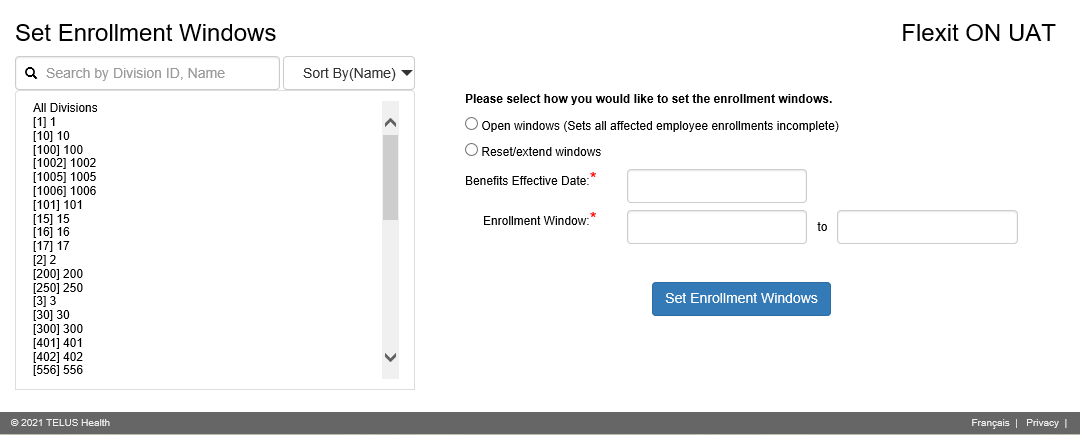 Set Enrollment Windows
Flexit ON UAT
Search by Division ID, Name
Sort By(Name)
All Divisions
[1] 1
[10] 10
[100] 100
[1002] 1002
[1005] 1005
[1006] 1006
[101] 101
[15] 15
[16] 16
[17] 17
[2] 2
[200] 200
[250] 250
[3] 3
[30] 30
[300] 300
[401] 401
[402] 402
[556] 556
Please select how you would like to set the enrollment windows.
Open windows (Sets all affected employee enrollments incomplete)
Reset/extend windows
Benefits Effective Date:*
Enrollment Window:* to
Set Enrollment Windows
© 2021 TELUS Health
Français | Privacy |